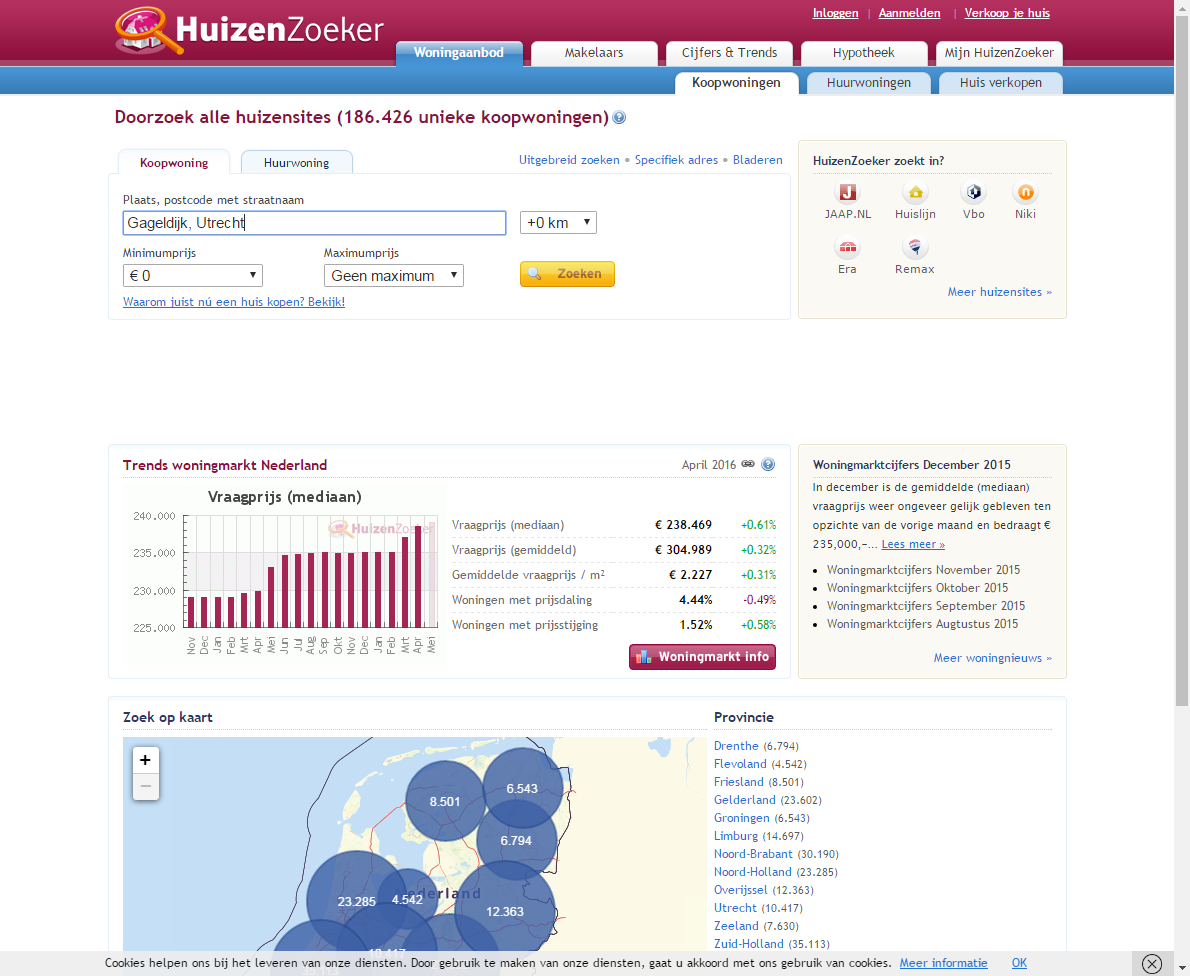 Inloggen | Aanmelden | Verkoop je huis
HuizenZoeker
Woningaanbod Makelaars Cijfers & Trends Hypotheek Mijn HuizenZoeker
Koopwoningen Huurwoningen Huis verkopen
Doorzoek alle huizensites (186.426 unieke koopwoningen) ?
Koopwoning Huurwoning
Uitgebreid zoeken • Specifiek adres • Bladeren
Plaats, postcode met straatnaam
Gageldijk, Utrecht
+0 km
Minimumprijs Maximumprijs
€ 0 Geen maximum Zoeken
Waarom juist nú een huis kopen? Bekijk!
HuizenZoeker zoekt in?
JAAP.NL Huislijn Vbo Niki
Era Remax
Meer huizensites »
Trends woningmarkt Nederland April 2016 ?
Vraagprijs (mediaan)
HuizenZoeker
240.000
235.000
230.000
225.000
Nov Dec Jan Feb Mrt Apr Mei Jun Jul Aug Sep Okt Nov Dec Jan Feb Mrt Apr Mei
Vraagprijs (mediaan) € 238.469 +0.61%
Vraagprijs (gemiddeld) € 304.989 +0.32%
Gemiddelde vraagprijs / m² € 2.227 +0.31%
Woningen met prijsdaling 4.44% -0.49%
Woningen met prijsstijging 1.52% +0.58%
Woningmarkt info
Woningmarktcijfers December 2015
In december is de gemiddelde (mediaan)
vraagprijs weer ongeveer gelijk gebleven ten
opzichte van de vorige maand en bedraagt €
235,000,-... Lees meer »
• Woningmarktcijfers November 2015
• Woningmarktcijfers Oktober 2015
• Woningmarktcijfers September 2015
• Woningmarktcijfers Augtustus 2015
Meer woningnieuws »
Zoek op kaart
+
−
8.501
6.543
6.794
23.285
4.542
Nederland
12.363
10.417
35.113
Provincie
Drenthe (6.794)
Flevoland (4.542)
Friesland (8.501)
Gelderland (23.602)
Groningen (6.543)
Limburg (14.697)
Noord-Brabant (30.190)
Noord-Holland (23.285)
Overijssel (12.363)
Utrecht (10.417)
Zeeland (7.630)
Zuid-Holland (35.113)
Cookies helpen ons bij het leveren van onze diensten. Door gebruik te maken van onze diensten, gaat u akkoord met ons gebruik van cookies. Meer informatie OK